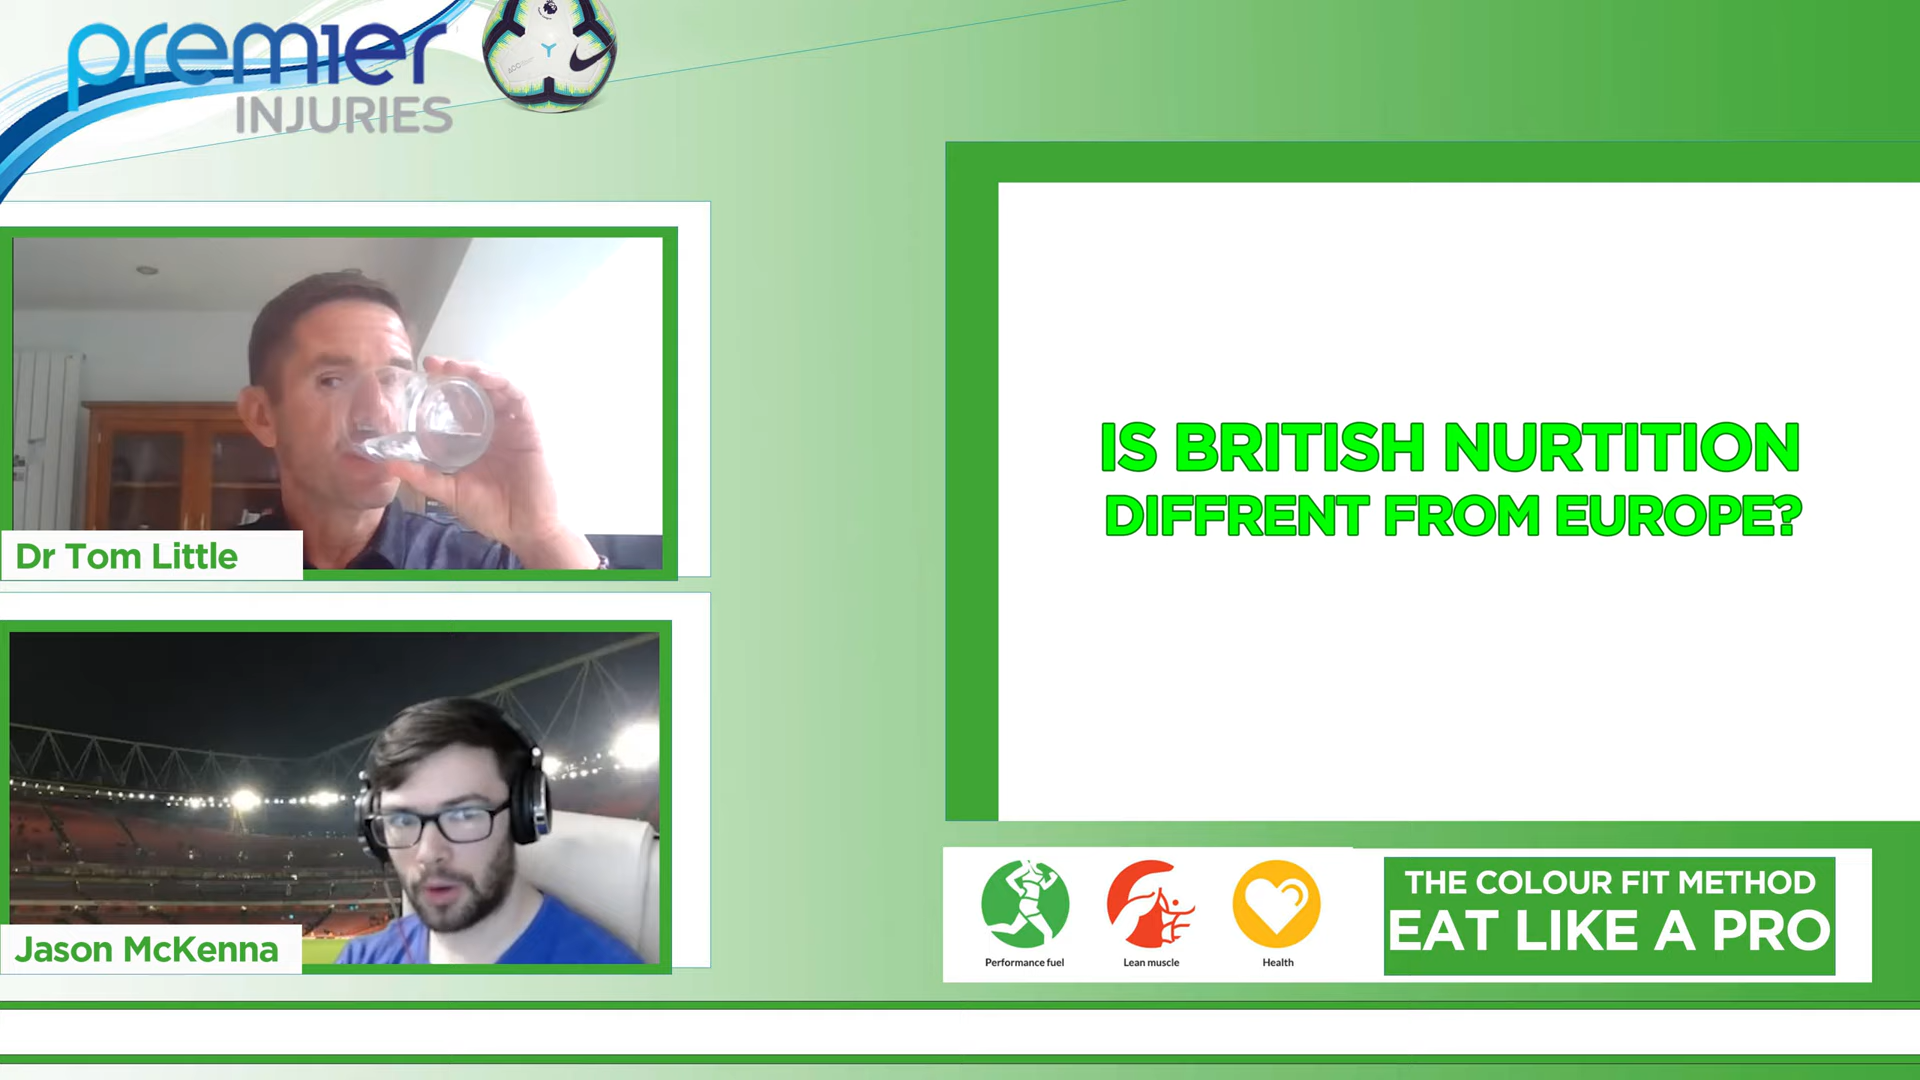 premier
INJURIES
Dr Tom Little
Jason McKenna
IS BRITISH NURTITION
DIFFRENT FROM EUROPE?
Performance fuel
Lean muscle
Health
THE COLOUR FIT METHOD
EAT LIKE A PRO